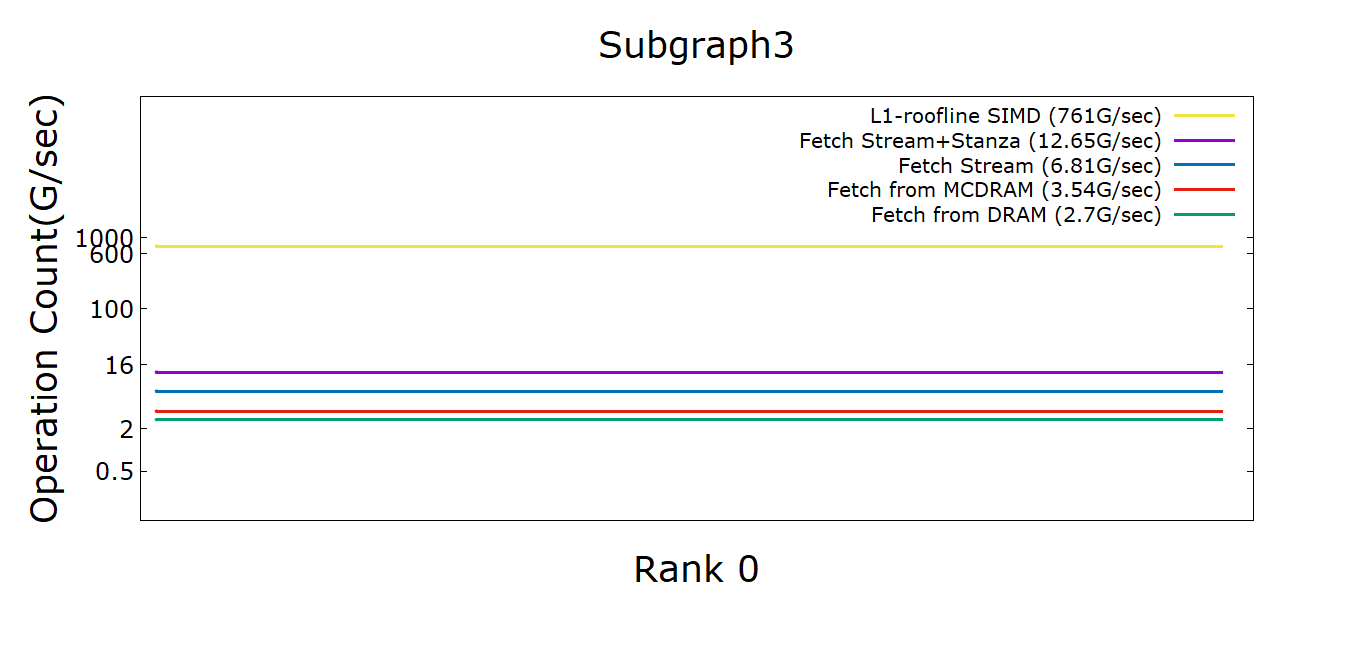 Subgraph3
Operation Count(G/sec)
L1-roofline SIMD (761G/sec)
Fetch Stream+Stanza (12.65G/sec)
Fetch Stream (6.81G/sec)
Fetch from MCDRAM (3.54G/sec)
Fetch from DRAM (2.7G/sec)
1000
600
100
16
2
0.5
Rank 0